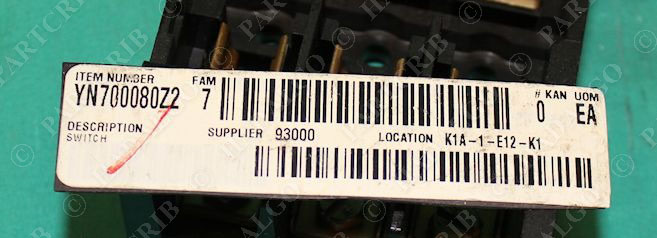 ITEM NUMBER FAM # KAN UOM
YN700080Z2 7 0 EA
DESCRIPTION SUPPLIER 93000 LOCATION K1A-1-E12-K1
SWITCH